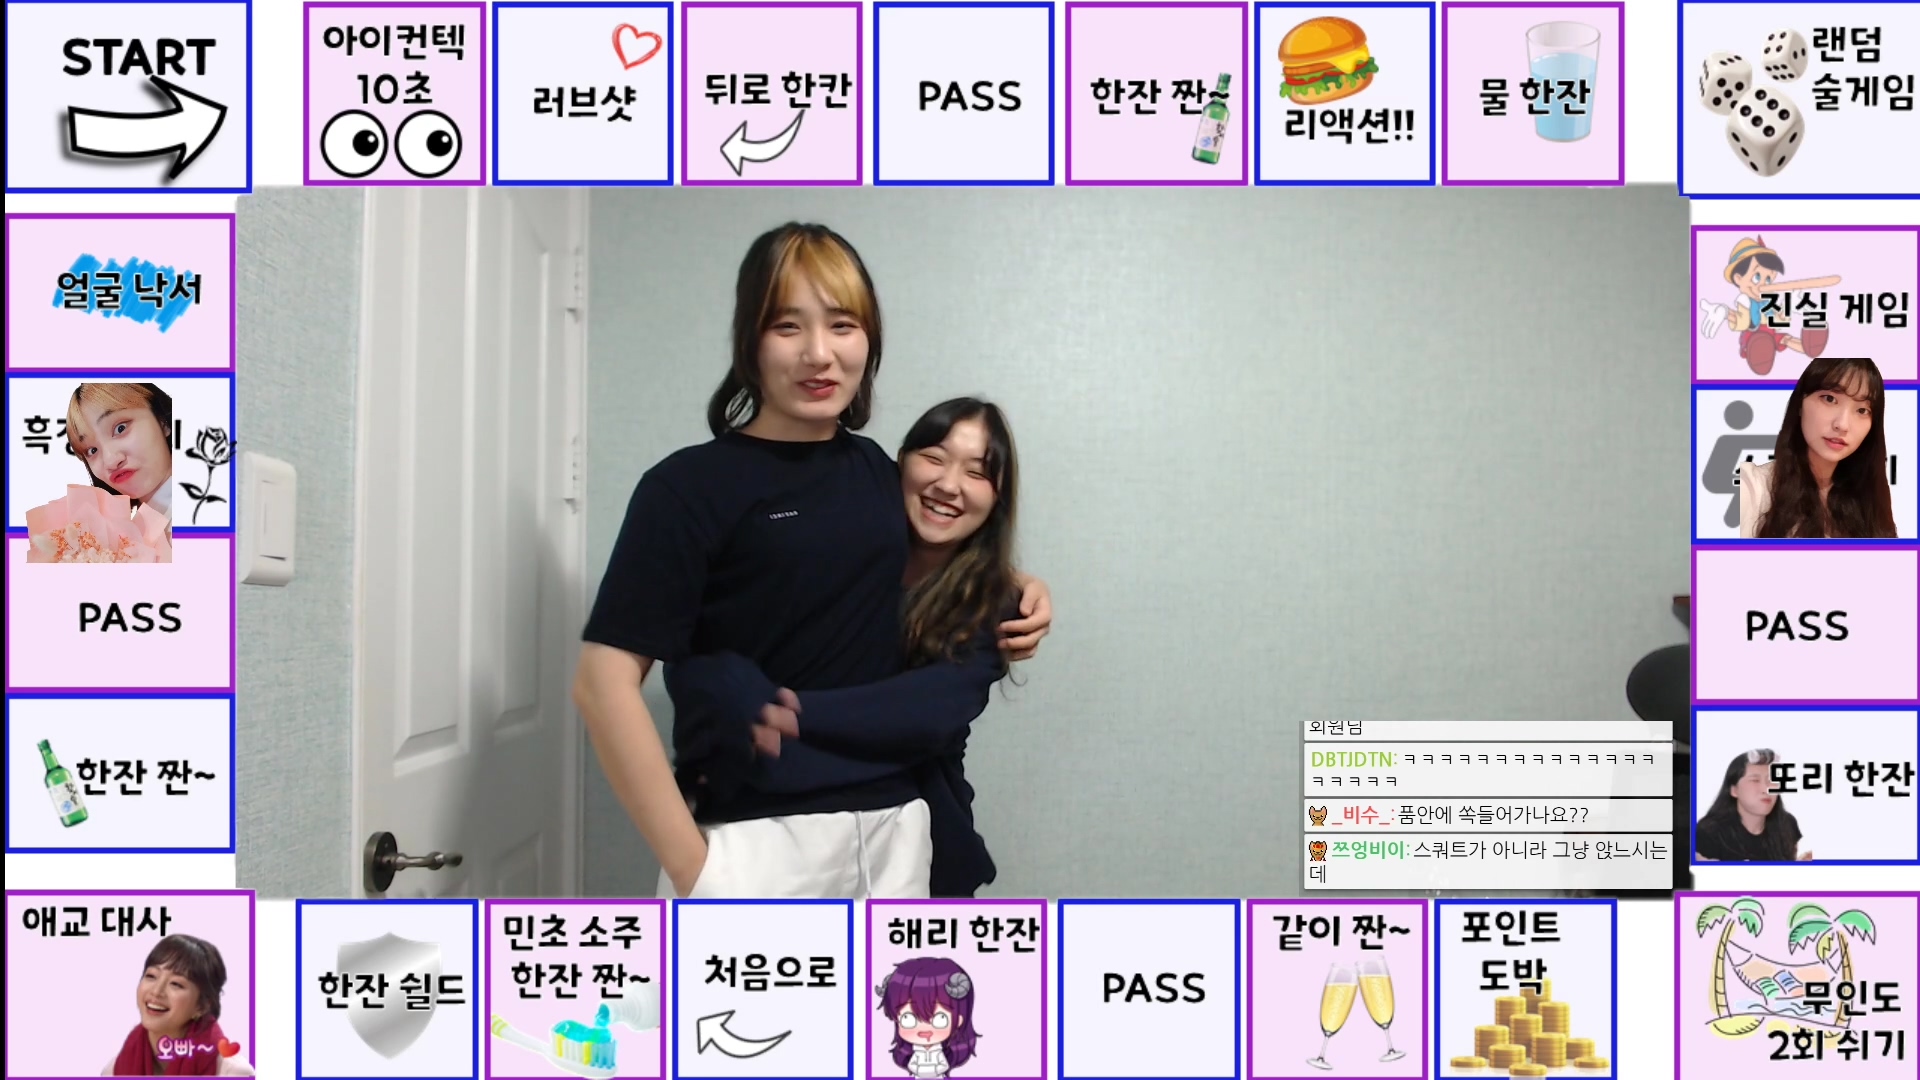 START
아이컨텍
10초
러브샷
뒤로 한칸
PASS
한잔 짠~
리액션!!
물 한잔
랜덤
술게임
얼굴 낙서
진실 게임
PASS
PASS
한잔 짠~
또리 한잔
회원님
DBTJDTN: ㅋㅋㅋㅋㅋㅋㅋㅋㅋㅋㅋㅋㅋㅋ
ㅋㅋㅋㅋㅋ
_비수_: 품안에 쏙들어가나요??
쯔엉비이: 스쿼트가 아니라 그냥 앉느시는
데
애교 대사
오빠~
한잔 쉴드
민초 소주
한잔 짠~
처음으로
해리 한잔
PASS
같이 짠~
포인트
도박
무인도
2회 쉬기